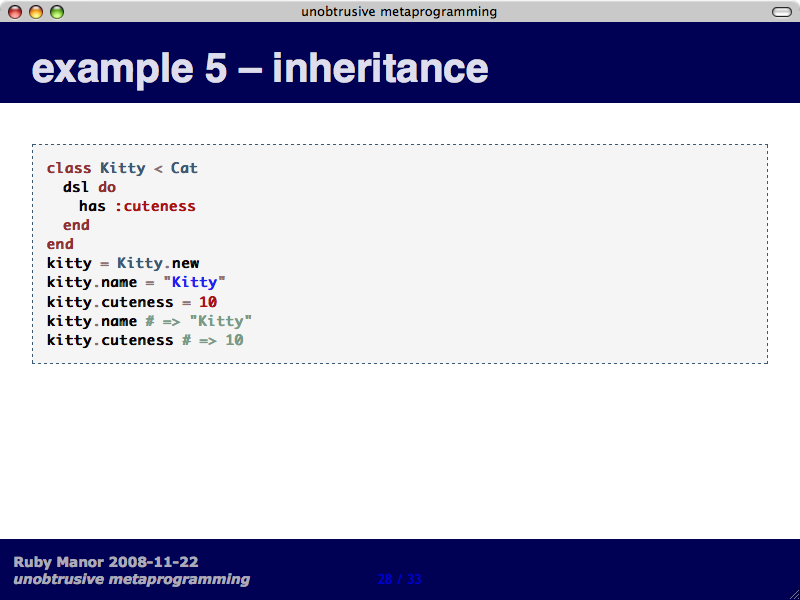 unobtrusive metaprogramming
example 5 – inheritance
class Kitty < Cat
  dsl do
    has :cuteness
  end
end
kitty = Kitty.new
kitty.name = "Kitty"
kitty.cuteness = 10
kitty.name # => "Kitty"
kitty.cuteness # => 10
Ruby Manor 2008-11-22
unobtrusive metaprogramming
28 / 33